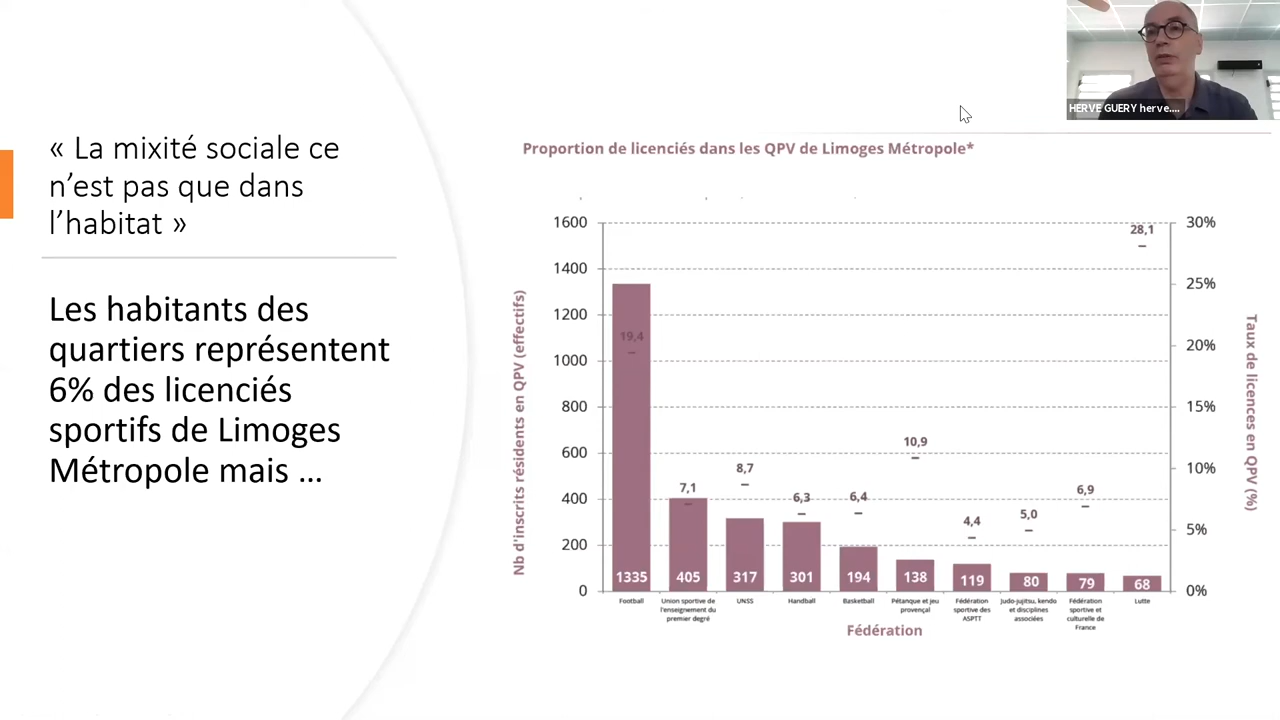 « La mixité sociale ce
n’est pas que dans
l’habitat »
Les habitants des
quartiers représentent
6% des licenciés
sportifs de Limoges
Métropole mais ...
HERVE GUERY herve....
Proportion de licenciés dans les QPV de Limoges Métropole*
Nb d'inscrits résidents en QPV (effectifs)
1600
1400
1200
1000
800
600
400
200
0
30%
25%
20%
15%
10%
5%
0%
Taux de licences en QPV (%)
19,4
7,1
8,7
6,3
6,4
10,9
4,4
5,0
6,9
28,1
1335
405
317
301
194
138
119
80
79
68
Football
Union sportive de
l'enseignement du
premier degré
UNSS
Handball
Basketball
Pétanque et jeu
provençal
Fédération
sportive des
ASPTT
Judo-jujitsu, kendo
et disciplines
associées
Fédération
sportive et
culturelle de
France
Lutte
Fédération